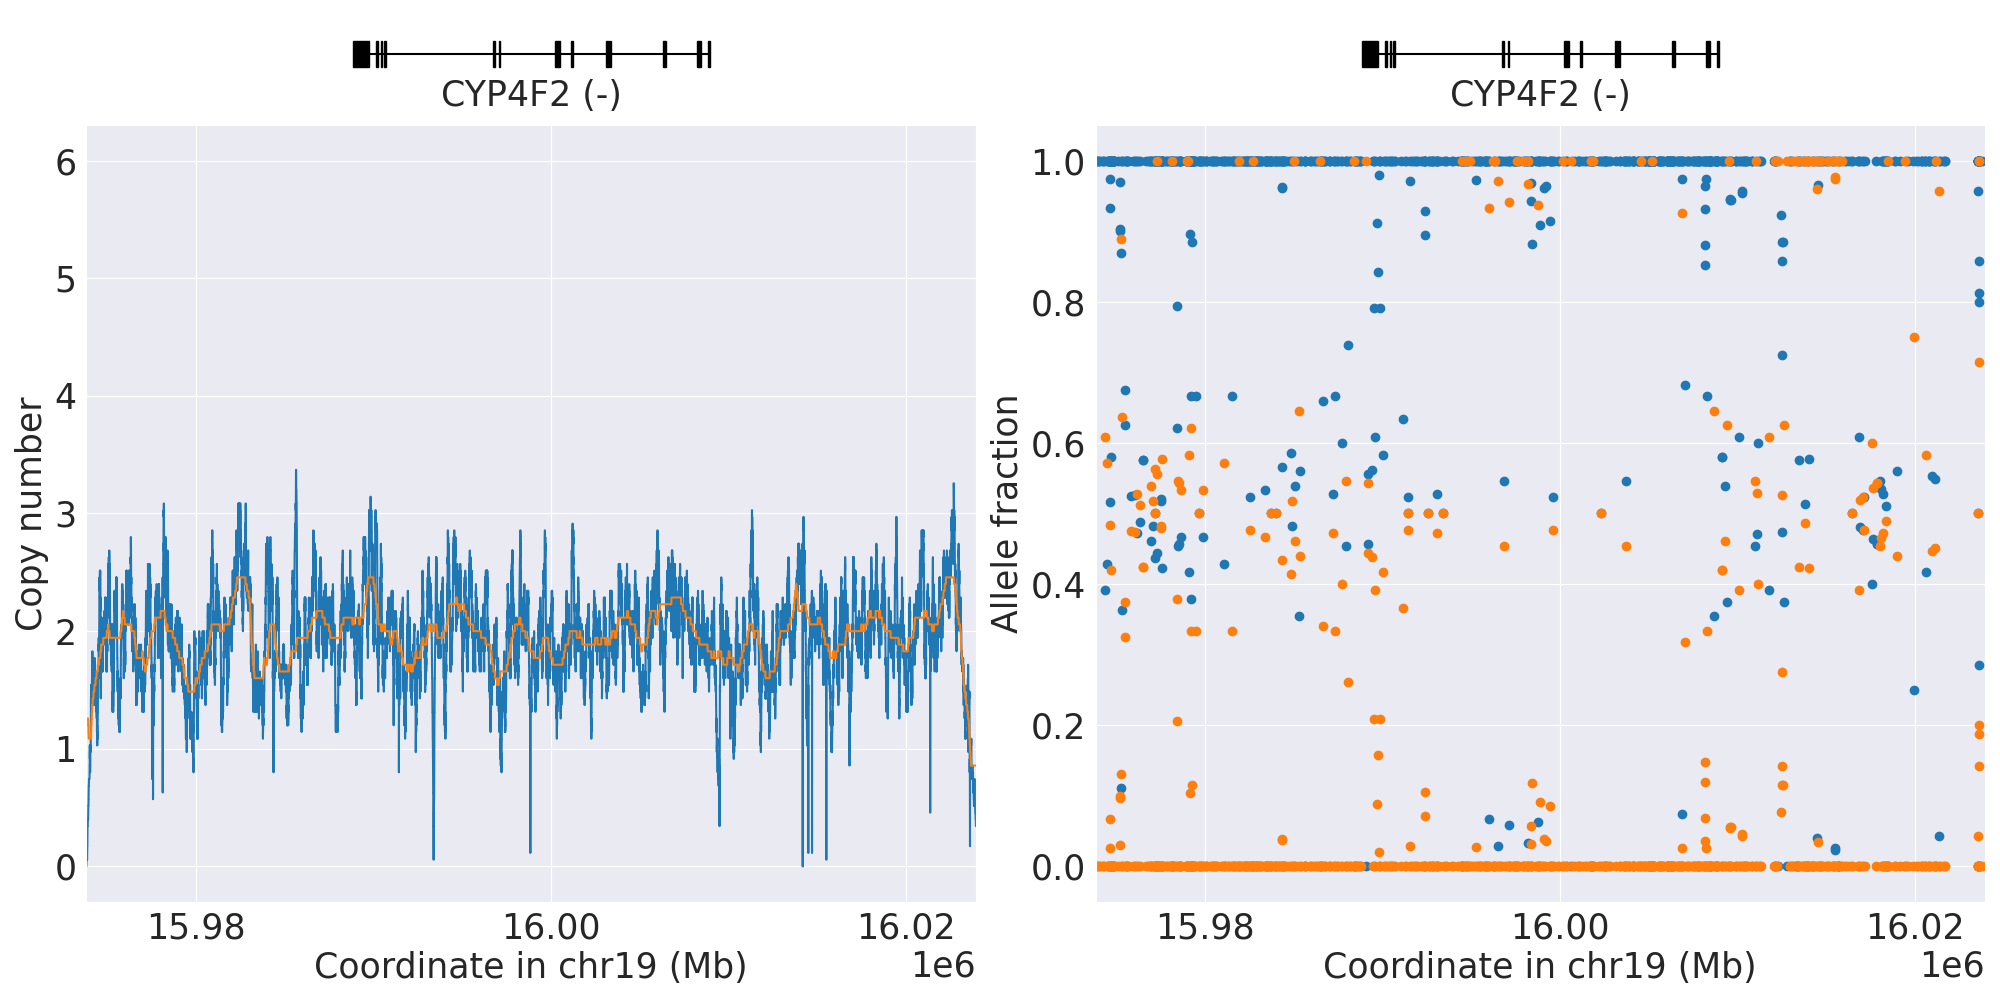 CYP4F2 (-)
6
5
4
3
2
1
0
Copy number
15.98
16.00
16.02
Coordinate in chr19 (Mb)
1e6
CYP4F2 (-)
1.0
0.8
0.6
0.4
0.2
0.0
Allele fraction
15.98
16.00
16.02
Coordinate in chr19 (Mb)
1e6